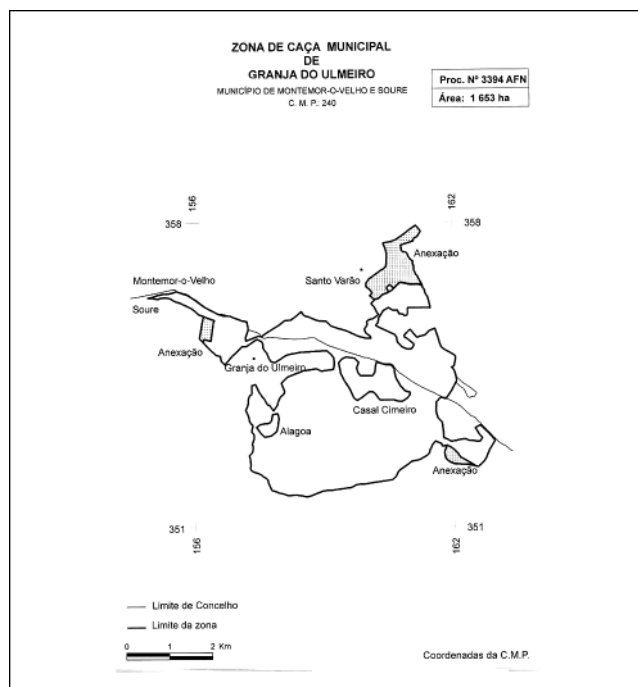 ZONA DE CAÇA MUNICIPAL
DE
GRANJA DO ULMEIRO
MUNICÍPIO DE MONTEMOR-O-VELHO E SOURE
C. M. P.: 240
Proc. Nº 3394 AFN
Área: 1 653 ha
156
162
358
358
Anexação
Santo Varão
Montemor-o-Velho
Soure
Anexação
Granja do Ulmeiro
Casal Cimeiro
Alagoa
Anexação
351
351
156
162
Limite de Concelho
Limite da zona
0 1 2 Km
Coordenadas da C.M.P.